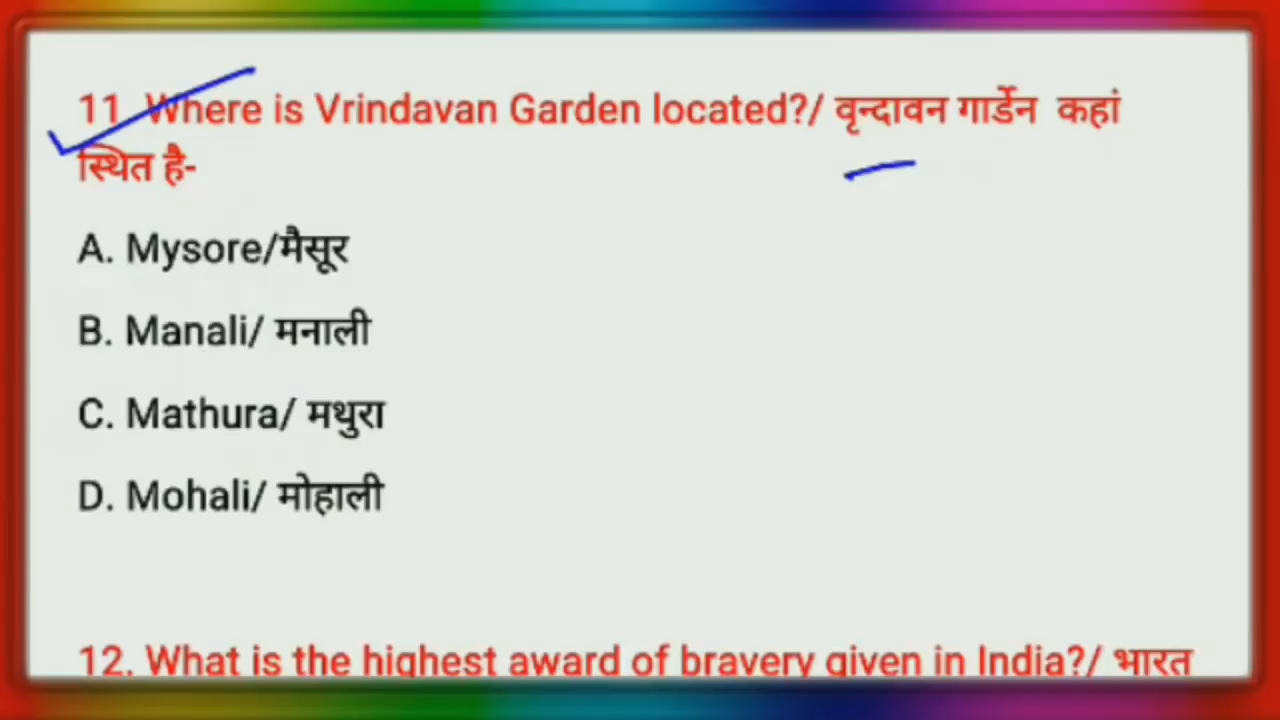 11. Where is Vrindavan Garden located?/ वृन्दावन गार्डेन कहां
स्थित है-
A. Mysore/मैसूर
B. Manali/ मनाली
C. Mathura/ मथुरा
D. Mohali/ मोहाली
12. What is the highest award of bravery given in India?/ भारत